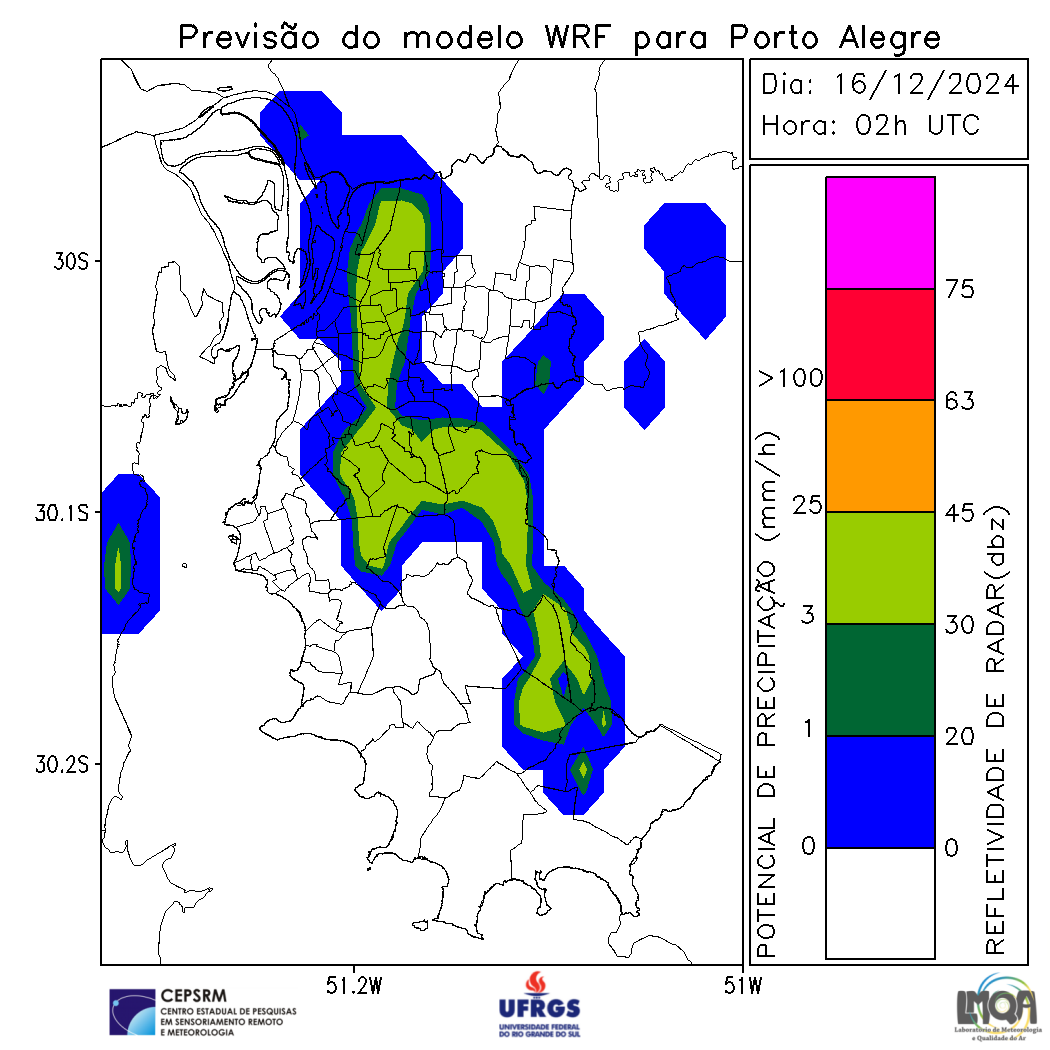 Previsão do modelo WRF para Porto Alegre
Dia: 16/12/2024
Hora: 02h UTC
30S
30.1S
30.2S
51.2W
51W
POTENCIAL DE PRECIPITAÇÃO (mm/h)
>100
25
3
1
0
75
63
45
30
20
0
REFLETIVIDADE DE RADAR(dbz)
CEPSRM
CENTRO ESTADUAL DE PESQUISAS
EM SENSORIAMENTO REMOTO
E METEOROLOGIA
UFRGS
UNIVERSIDADE FEDERAL
DO RIO GRANDE DO SUL
LMQA
Laboratório de Meteorologia
e Qualidade do Ar